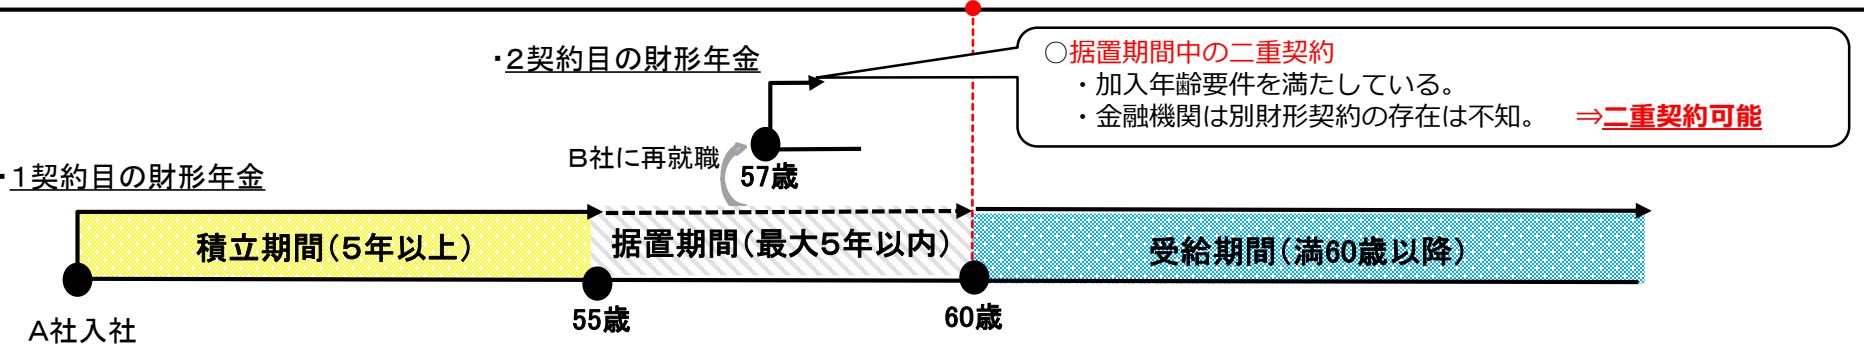 ・2契約目の財形年金
○据置期間中の二重契約
・加入年齢要件を満たしている。
・金融機関は別財形契約の存在は不知。 ⇒二重契約可能
B社に再就職
57歳
・1契約目の財形年金
積立期間(5年以上)
据置期間(最大5年以内)
受給期間(満60歳以降)
55歳
60歳
A社入社